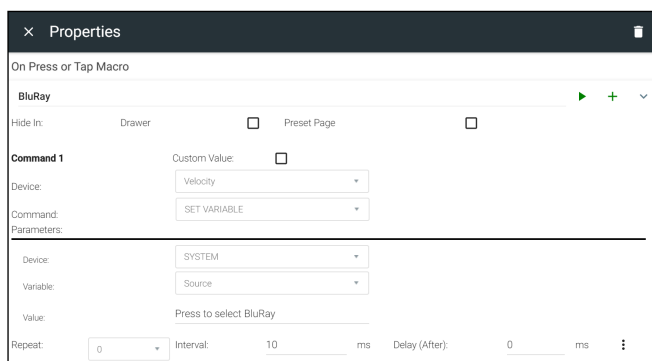 Properties
On Press or Tap Macro
BluRay
Hide In: Drawer Preset Page
Command 1 Custom Value:
Device: Velocity
Command: SET VARIABLE
Parameters:
Device: SYSTEM
Variable: Source
Value: Press to select BluRay
Repeat: 0 Interval: 10 ms Delay (After): 0 ms